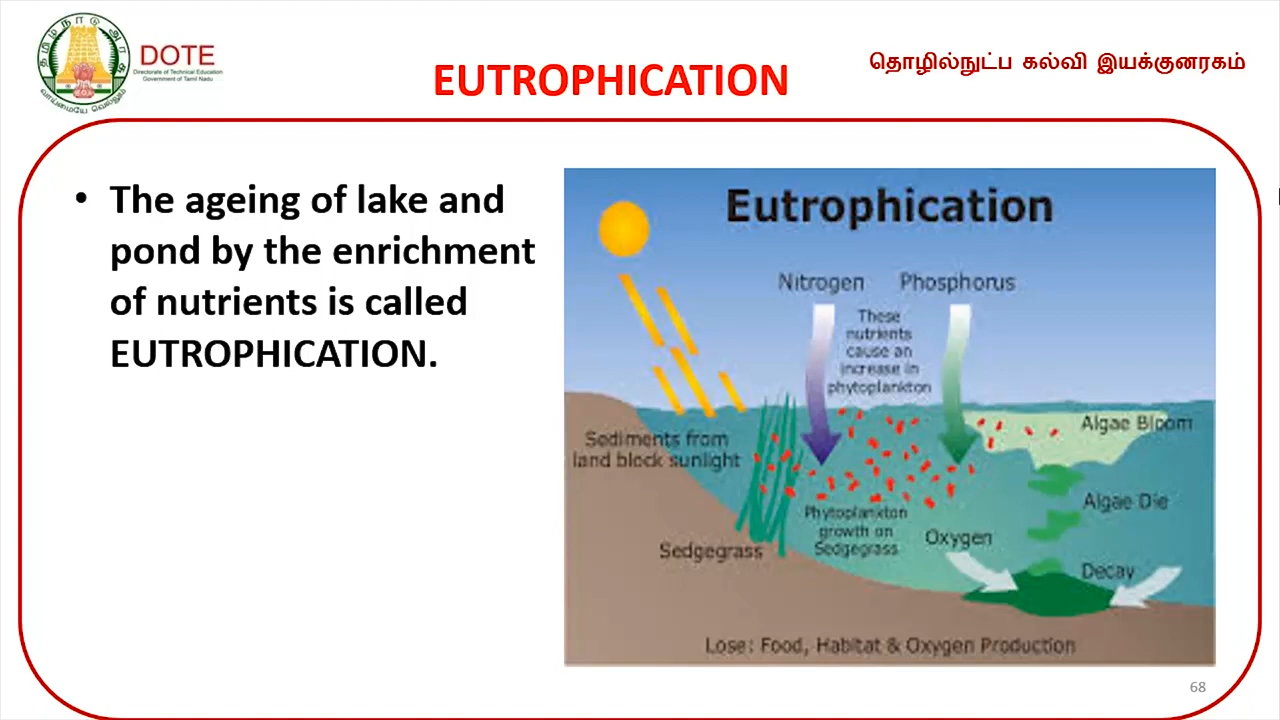 DOTE
Directorate of Technical Education
Government of Tamil Nadu
EUTROPHICATION
தொழில்நுட்ப கல்வி இயக்குனரகம்
• The ageing of lake and
pond by the enrichment
of nutrients is called
EUTROPHICATION.
Eutrophication
Nitrogen
Phosphorus
These
nutrients
cause an
increase in
phytoplankton
Sediments from
land block sunlight
Algae Bloom
Algae Die
Phytoplankton
growth on
Sedgegrass
Oxygen
Sedgegrass
Decay
Lose: Food, Habitat & Oxygen Production
68